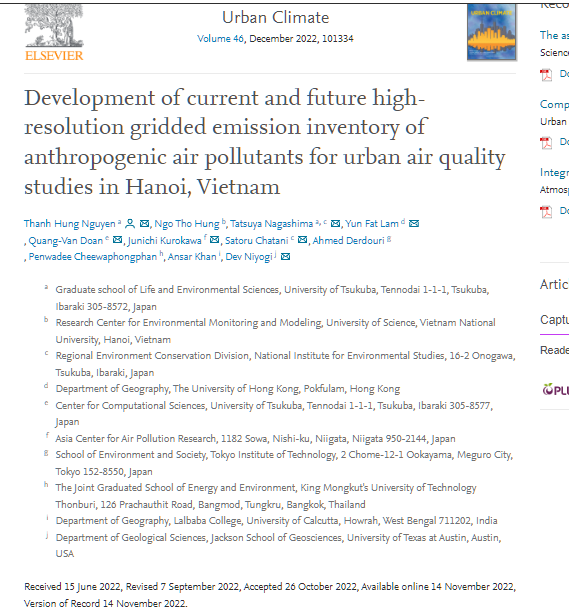 Urban Climate
Volume 46, December 2022, 101334
ELSEVIER
URBAN CLIMATE
Development of current and future high-
resolution gridded emission inventory of
anthropogenic air pollutants for urban air quality
studies in Hanoi, Vietnam
Thanh Hung Nguyen a, Ngo Tho Hung b, Tatsuya Nagashima a, c, Yun Fat Lam d
, Quang-Van Doan e, Junichi Kurokawa f, Satoru Chatani c, Ahmed Derdouri g
, Penwadee Cheewaphongphan h, Ansar Khan i, Dev Niyogi j
a Graduate school of Life and Environmental Sciences, University of Tsukuba, Tennodai 1-1-1, Tsukuba,
Ibaraki 305-8572, Japan
b Research Center for Environmental Monitoring and Modeling, University of Science, Vietnam National
University, Hanoi, Vietnam
c Regional Environment Conservation Division, National Institute for Environmental Studies, 16-2 Onogawa,
Tsukuba, Ibaraki, Japan
d Department of Geography, The University of Hong Kong, Pokfulam, Hong Kong
e Center for Computational Sciences, University of Tsukuba, Tennodai 1-1-1, Tsukuba, Ibaraki 305-8577,
Japan
f Asia Center for Air Pollution Research, 1182 Sowa, Nishi-ku, Niigata, Niigata 950-2144, Japan
g School of Environment and Society, Tokyo Institute of Technology, 2 Chome-12-1 Ookayama, Meguro City,
Tokyo 152-8550, Japan
h The Joint Graduated School of Energy and Environment, King Mongkut's University of Technology
Thonburi, 126 Prachauthit Road, Bangmod, Tungkru, Bangkok, Thailand
i Department of Geography, Lalbaba College, University of Calcutta, Howrah, West Bengal 711202, India
j Department of Geological Sciences, Jackson School of Geosciences, University of Texas at Austin, Austin,
USA
Received 15 June 2022, Revised 7 September 2022, Accepted 26 October 2022, Available online 14 November 2022,
Version of Record 14 November 2022.
The as
Science
Do
Comp
Urban
Do
Integr
Atmos
Do
Artic
Captu
Reade
PLU